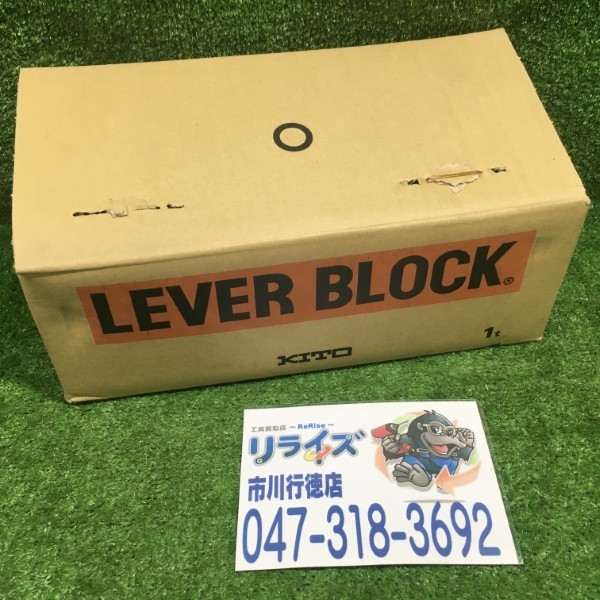 LEVER BLOCK®
1t
KITO
工具買取店 ～ReRise～
リライズ
市川行徳店
047-318-3692